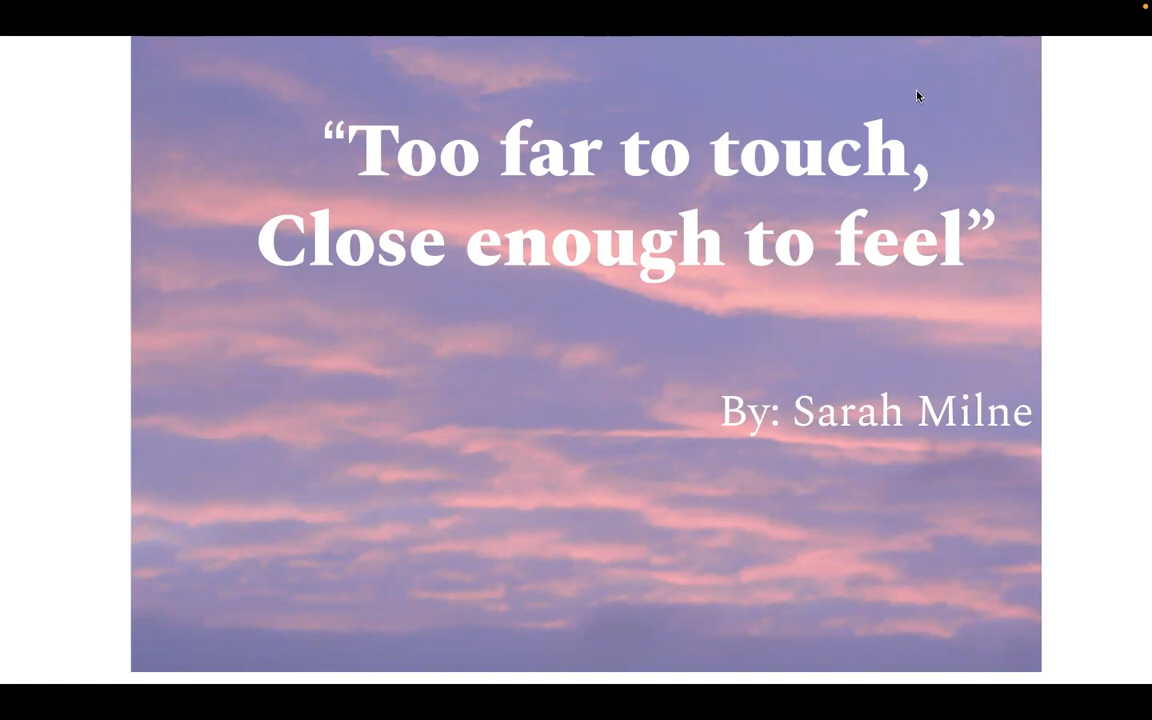 “Too far to touch,
Close enough to feel”
By: Sarah Milne